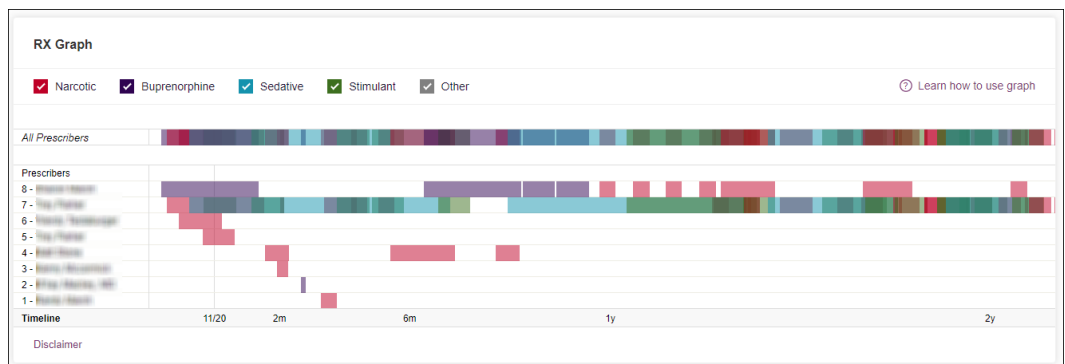 RX Graph
Narcotic Buprenorphine Sedative Stimulant Other Learn how to use graph
All Prescribers
Prescribers
8 -
7 -
6 -
5 -
4 -
3 -
2 -
1 -
Timeline 11/20 2m 6m 1y 2y
Disclaimer